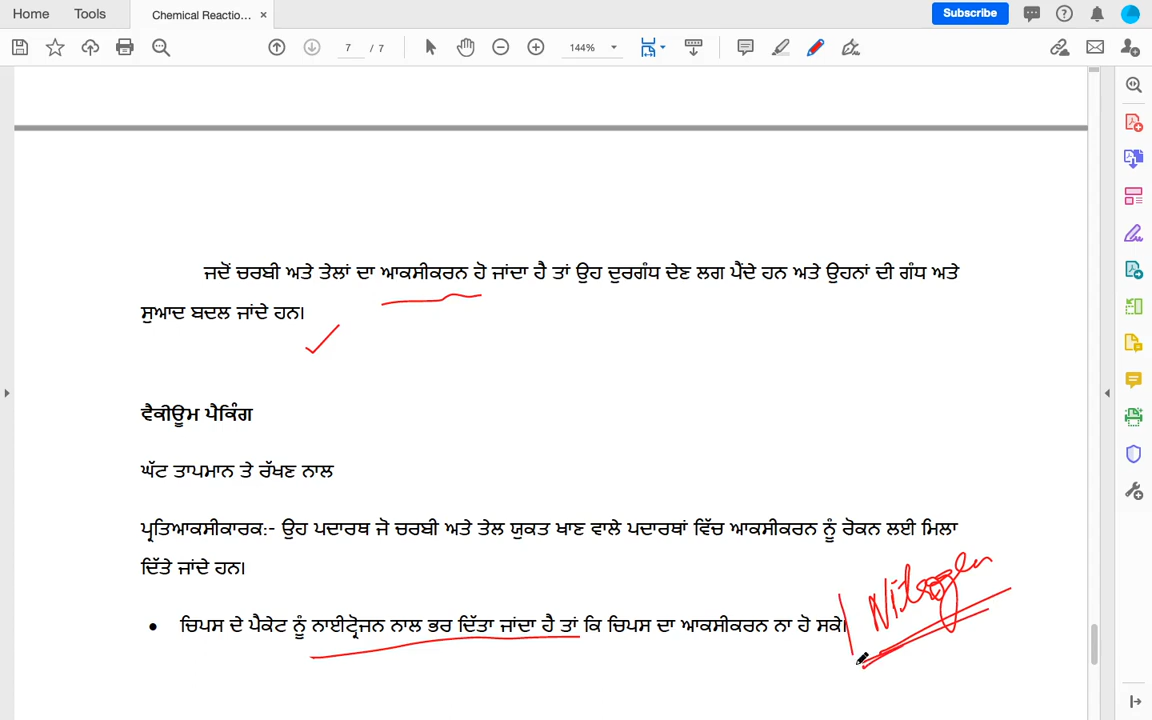 Home Tools Chemical Reactio... × Subscribe
7 / 7 144%
ਜਦੋਂ ਚਰਬੀ ਅਤੇ ਤੇਲਾਂ ਦਾ ਆਕਸੀਕਰਨ ਹੋ ਜਾਂਦਾ ਹੈ ਤਾਂ ਉਹ ਦੁਰਗੰਧ ਦੇਣ ਲਗ ਪੈਂਦੇ ਹਨ ਅਤੇ ਉਹਨਾਂ ਦੀ ਗੰਧ ਅਤੇ
ਸੁਆਦ ਬਦਲ ਜਾਂਦੇ ਹਨ।
ਵੈਕੀਊਮ ਪੈਕਿੰਗ
ਘੱਟ ਤਾਪਮਾਨ ਤੇ ਰੱਖਣ ਨਾਲ
ਪ੍ਰਤਿਆਕਸੀਕਾਰਕ:- ਉਹ ਪਦਾਰਥ ਜੋ ਚਰਬੀ ਅਤੇ ਤੇਲ ਯੁਕਤ ਖਾਣ ਵਾਲੇ ਪਦਾਰਥਾਂ ਵਿੱਚ ਆਕਸੀਕਰਨ ਨੂੰ ਰੋਕਨ ਲਈ ਮਿਲਾ
ਦਿੱਤੇ ਜਾਂਦੇ ਹਨ।
• ਚਿਪਸ ਦੇ ਪੈਕੇਟ ਨੂੰ ਨਾਈਟ੍ਰੋਜਨ ਨਾਲ ਭਰ ਦਿੱਤਾ ਜਾਂਦਾ ਹੈ ਤਾਂ ਕਿ ਚਿਪਸ ਦਾ ਆਕਸੀਕਰਨ ਨਾ ਹੋ ਸਕੇ।
Nitrogen